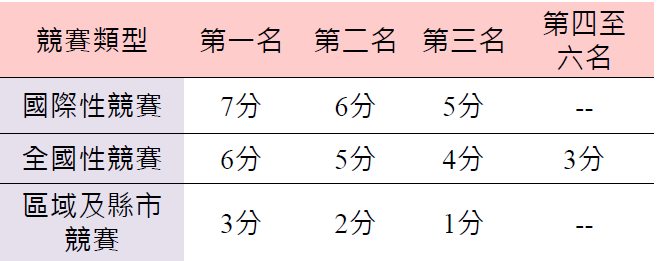 競賽類型 第一名 第二名 第三名 第四至
六名
國際性競賽 7分 6分 5分 --
全國性競賽 6分 5分 4分 3分
區域及縣市
競賽 3分 2分 1分 --